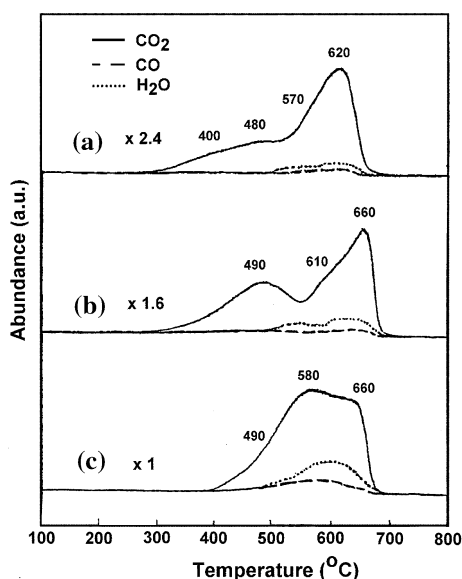 CO₂
CO
H₂O
620
570
480
400
(a) x 2.4
660
610
490
(b) x 1.6
580
660
490
(c) x 1
Abundance (a.u.)
100 200 300 400 500 600 700 800
Temperature (°C)